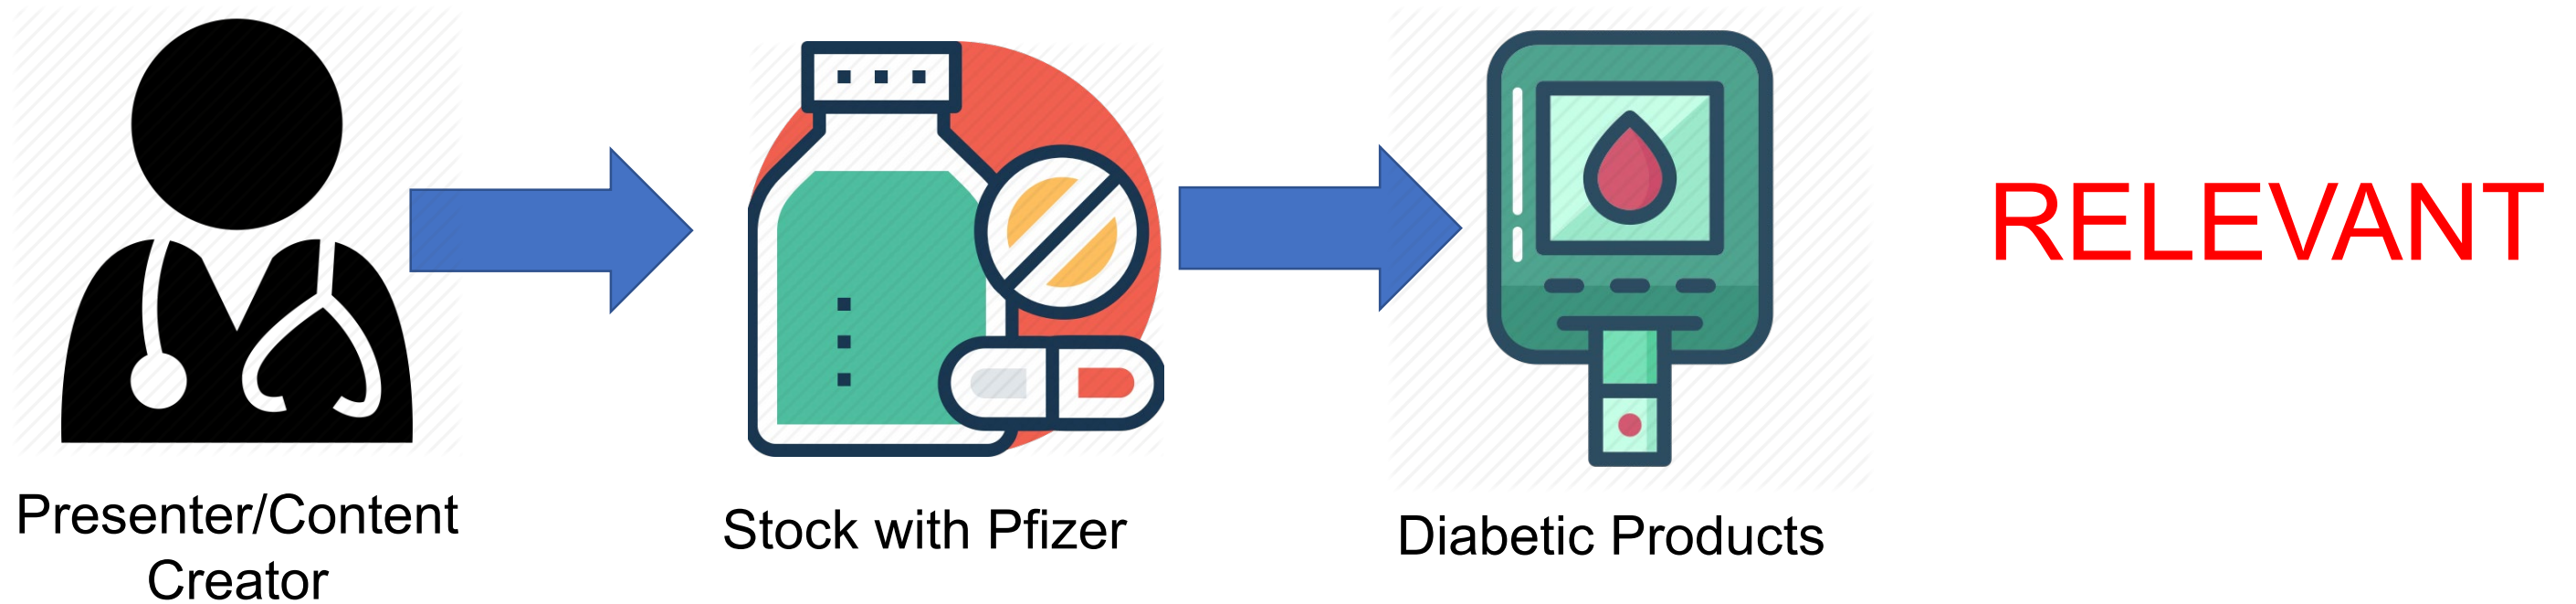 RELEVANT
Presenter/Content
Creator
Stock with Pfizer
Diabetic Products